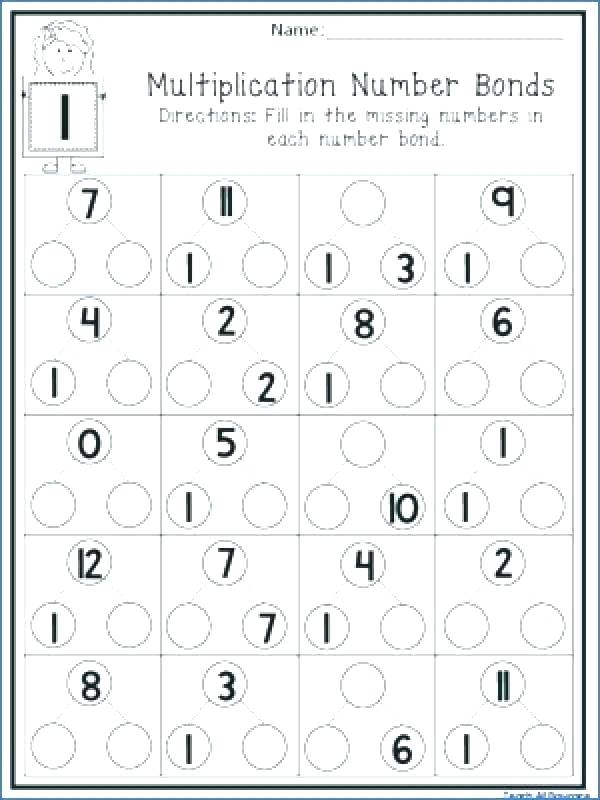 Name:
1
Multiplication Number Bonds
Directions: Fill in the missing numbers in
each number bond.
7 11 9
1 1 3 1
4 2 8 6
1 2 1
0 5 1
1 10 1
12 7 4 2
1 7 1
8 3 11
1 6 1